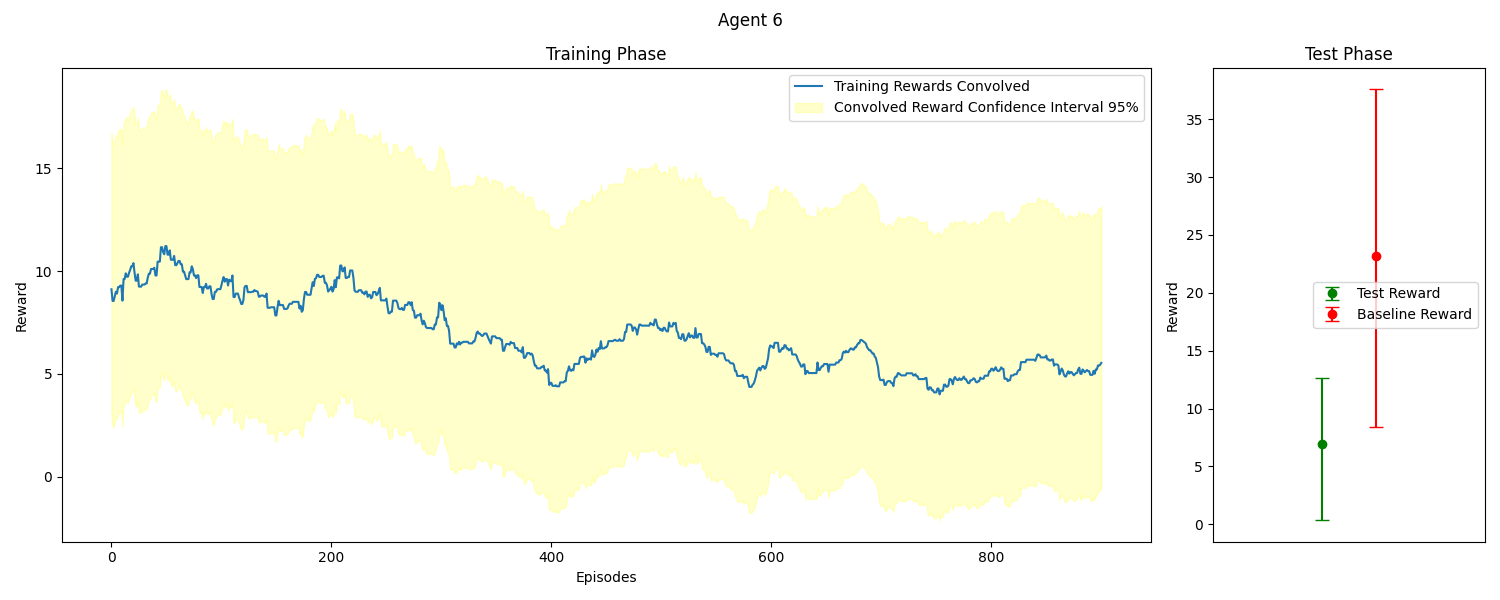 Agent 6
Training Phase
Training Rewards Convolved
Convolved Reward Confidence Interval 95%
Reward
15
10
5
0
0 200 400 600 800
Episodes
Test Phase
Reward
35
30
25
20
15
10
5
0
Test Reward
Baseline Reward